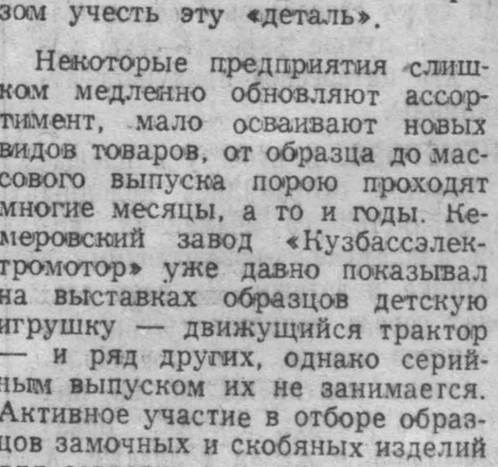 зом учесть эту «деталь».
Некоторые предприятия слиш-
ком медленно обновляют ассор-
тимент, мало осваивают новых
видов товаров, от образца до мас-
сового выпуска порою проходят
многие месяцы, а то и годы. Ке-
меровский завод «Кузбассэлек-
тромотор» уже давно показывал
на выставках образцов детскую
игрушку — движущийся трактор
— и ряд других, однако серий-
ным выпуском их не занимается.
Активное участие в отборе образ-
цов замочных и скобяных изделий